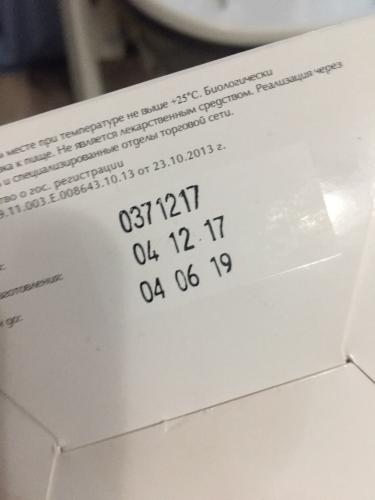 месте при температуре не выше +25°С. Биологически
к пище. Не является лекарственным средством. Реализация через
и специализированные отделы торговой сети.
о гос. регистрации
.11.003.Е.008643.10.13 от 23.10.2013 г.
0371217
04 12 17
04 06 19
до: